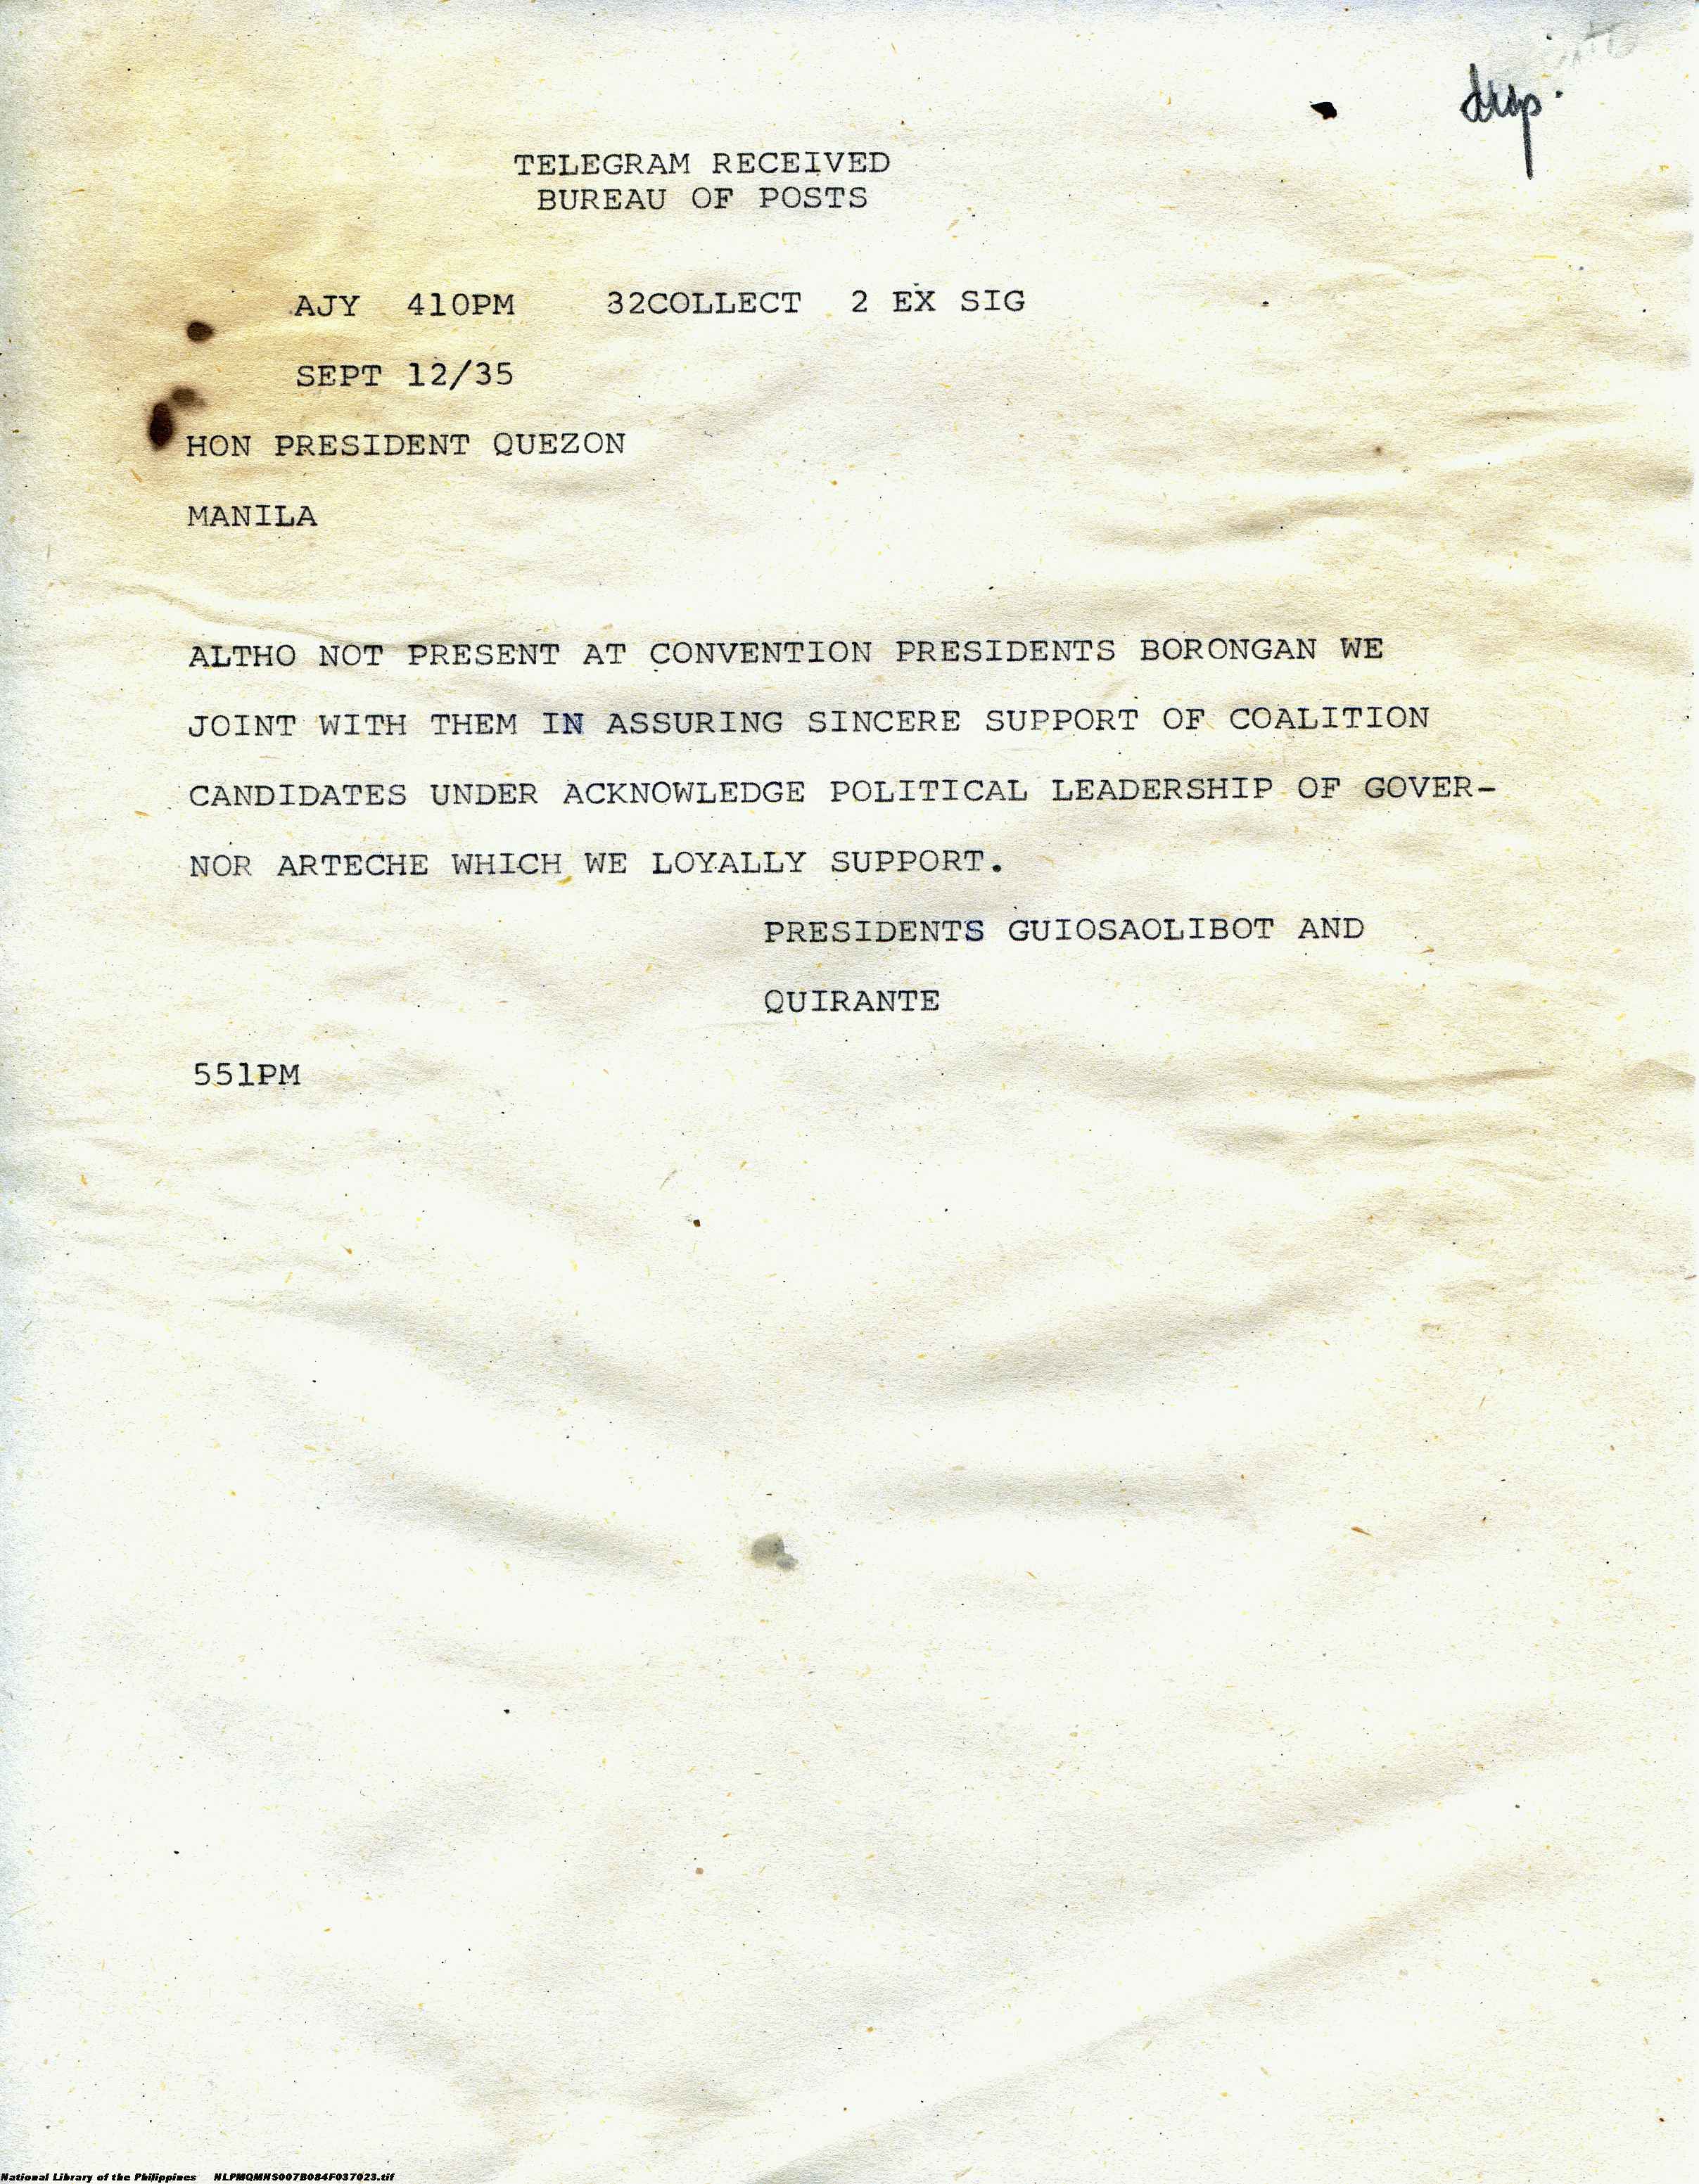 dup.
TELEGRAM RECEIVED
BUREAU OF POSTS
AJY 410PM 32COLLECT 2 EX SIG
SEPT 12/35
HON PRESIDENT QUEZON
MANILA
ALTHO NOT PRESENT AT CONVENTION PRESIDENTS BORONGAN WE
JOINT WITH THEM IN ASSURING SINCERE SUPPORT OF COALITION
CANDIDATES UNDER ACKNOWLEDGE POLITICAL LEADERSHIP OF GOVER-
NOR ARTECHE WHICH WE LOYALLY SUPPORT.
PRESIDENTS GUIOSAOLIBOT AND
QUIRANTE
551PM
National Library of the Philippines NLPMQMNS007B084F037023.tif